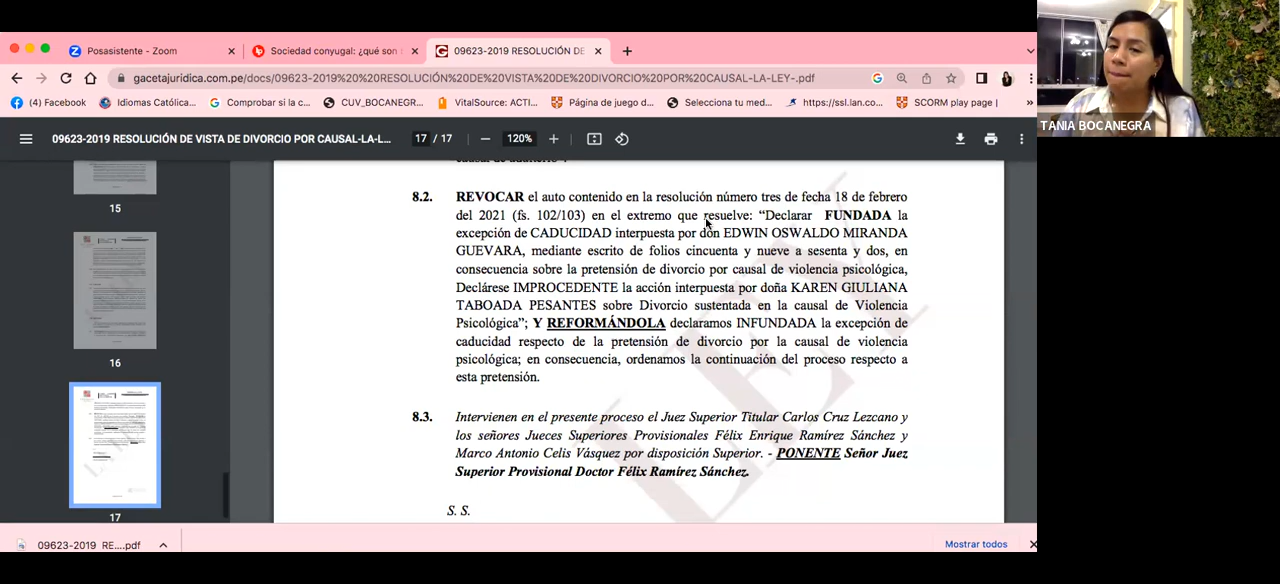 Posasistente - Zoom
Sociedad conyugal: ¿qué son
09623-2019 RESOLUCIÓN DE
gacetajuridica.com.pe/docs/09623-2019%20%20RESOLUCIÓN%20DE%20VISTA%20DE%20DIVORCIO%20POR%20CAUSAL-LA-LEY-.pdf
(4) Facebook
Idiomas Católica...
Comprobar si la c...
CUV_BOCANEGR...
VitalSource: ACTI...
Página de juego d...
Selecciona tu med...
https://ssl.lan.co...
SCORM play page |
»
TANIA BOCANEGRA
09623-2019 RESOLUCIÓN DE VISTA DE DIVORCIO POR CAUSAL-LA-L...
17 / 17
120%
15
16
17
8.2. REVOCAR el auto contenido en la resolución número tres de fecha 18 de febrero
del 2021 (fs. 102/103) en el extremo que resuelve: “Declarar FUNDADA la
excepción de CADUCIDAD interpuesta por don EDWIN OSWALDO MIRANDA
GUEVARA, mediante escrito de folios cincuenta y nueve a sesenta y dos, en
consecuencia sobre la pretensión de divorcio por causal de violencia psicológica,
Declárese IMPROCEDENTE la acción interpuesta por doña KAREN GIULIANA
TABOADA PESANTES sobre Divorcio sustentada en la causal de Violencia
Psicológica”; Y REFORMÁNDOLA declaramos INFUNDADA la excepción de
caducidad respecto de la pretensión de divorcio por la causal de violencia
psicológica; en consecuencia, ordenamos la continuación del proceso respecto a
esta pretensión.
8.3. Intervienen en el presente proceso el Juez Superior Titular Carlos Cruz Lezcano y
los señores Jueces Superiores Provisionales Félix Enrique Ramírez Sánchez y
Marco Antonio Celis Vásquez por disposición Superior. - PONENTE Señor Juez
Superior Provisional Doctor Félix Ramírez Sánchez.
S. S.
LEY
09623-2019 RE....pdf
Mostrar todos